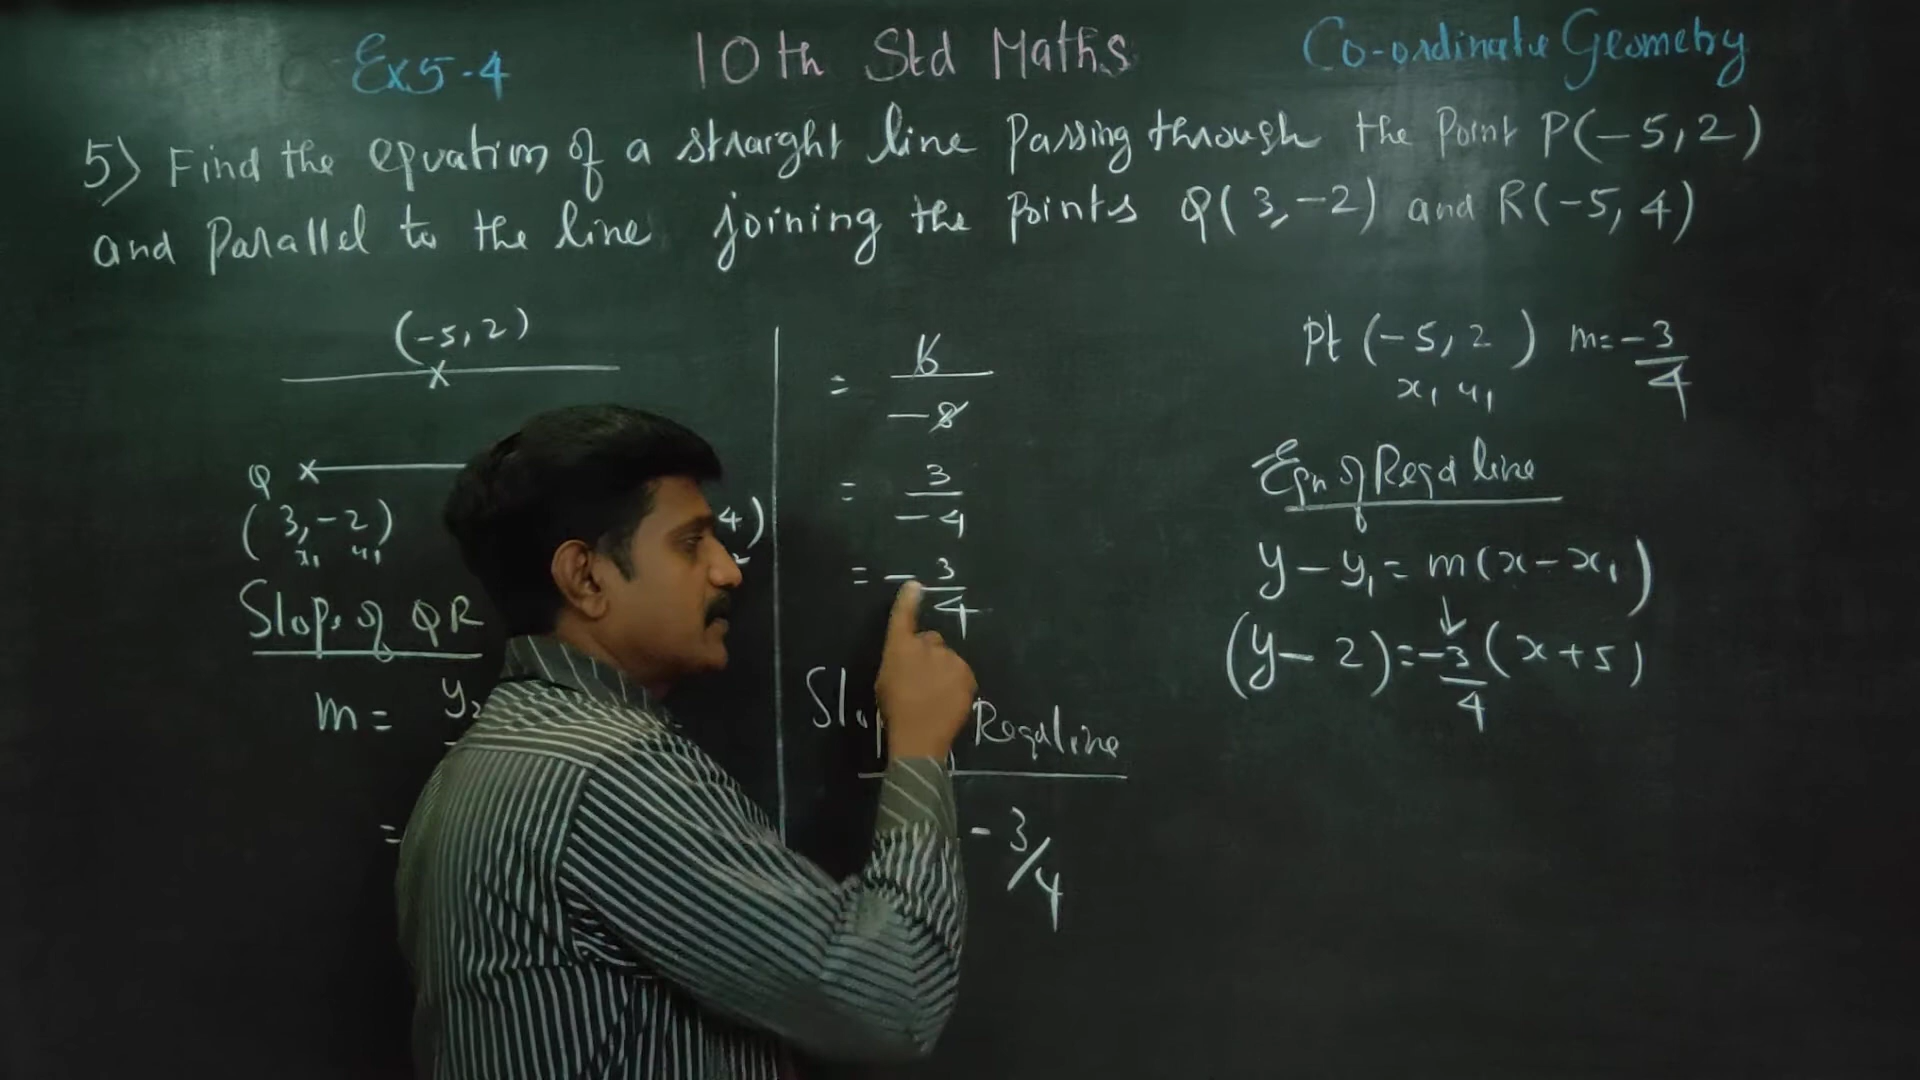 Ex 5-4
10th Std Maths
Co-ordinate Geometry
5) Find the equation of a straight line Passing through the Point P(-5,2)
and Parallel to the line joining the Points Q(3,-2) and R(-5,4)
(-5,2)
x
Q x
(3,-2)
x₁ y₁
4)
2
Slope of QR
m = y₂
=
= 6/-8
= 3/-4
= -3/4
Reqd line
-3/4
Pt (-5,2) m = -3/4
x₁ y₁
Eqn of Reqd line
y - y₁ = m(x - x₁)
(y - 2) = -3/4 (x + 5)